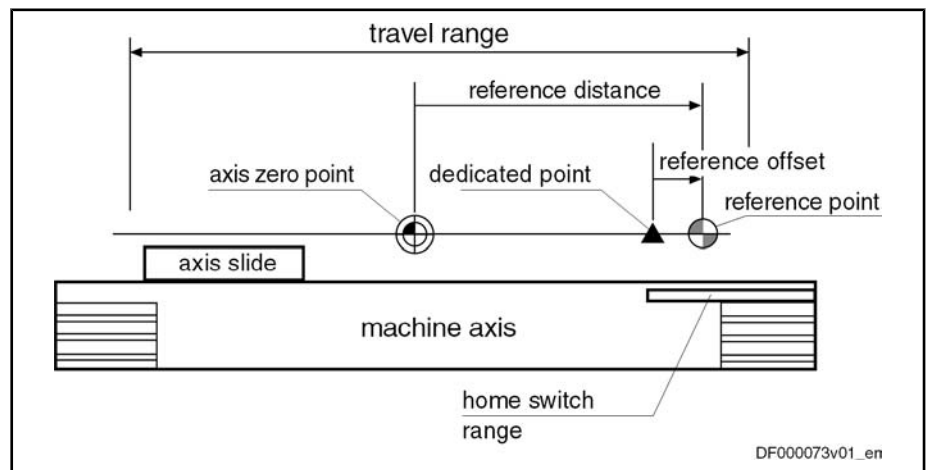 travel range
reference distance
reference offset
axis zero point
dedicated point
reference point
axis slide
machine axis
home switch
range
DF000073v01_en